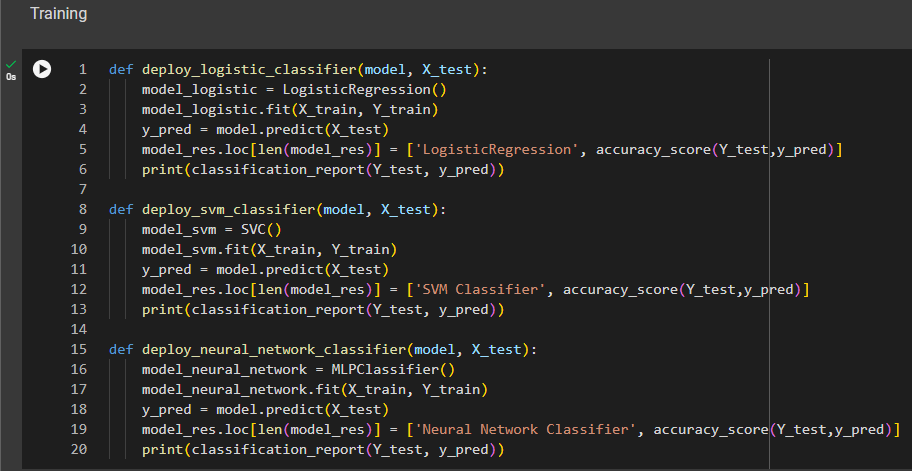 Training
0s
1 def deploy_logistic_classifier(model, X_test):
2 model_logistic = LogisticRegression()
3 model_logistic.fit(X_train, Y_train)
4 y_pred = model.predict(X_test)
5 model_res.loc[len(model_res)] = ['LogisticRegression', accuracy_score(Y_test,y_pred)]
6 print(classification_report(Y_test, y_pred))
7
8 def deploy_svm_classifier(model, X_test):
9 model_svm = SVC()
10 model_svm.fit(X_train, Y_train)
11 y_pred = model.predict(X_test)
12 model_res.loc[len(model_res)] = ['SVM Classifier', accuracy_score(Y_test,y_pred)]
13 print(classification_report(Y_test, y_pred))
14
15 def deploy_neural_network_classifier(model, X_test):
16 model_neural_network = MLPClassifier()
17 model_neural_network.fit(X_train, Y_train)
18 y_pred = model.predict(X_test)
19 model_res.loc[len(model_res)] = ['Neural Network Classifier', accuracy_score(Y_test,y_pred)]
20 print(classification_report(Y_test, y_pred))